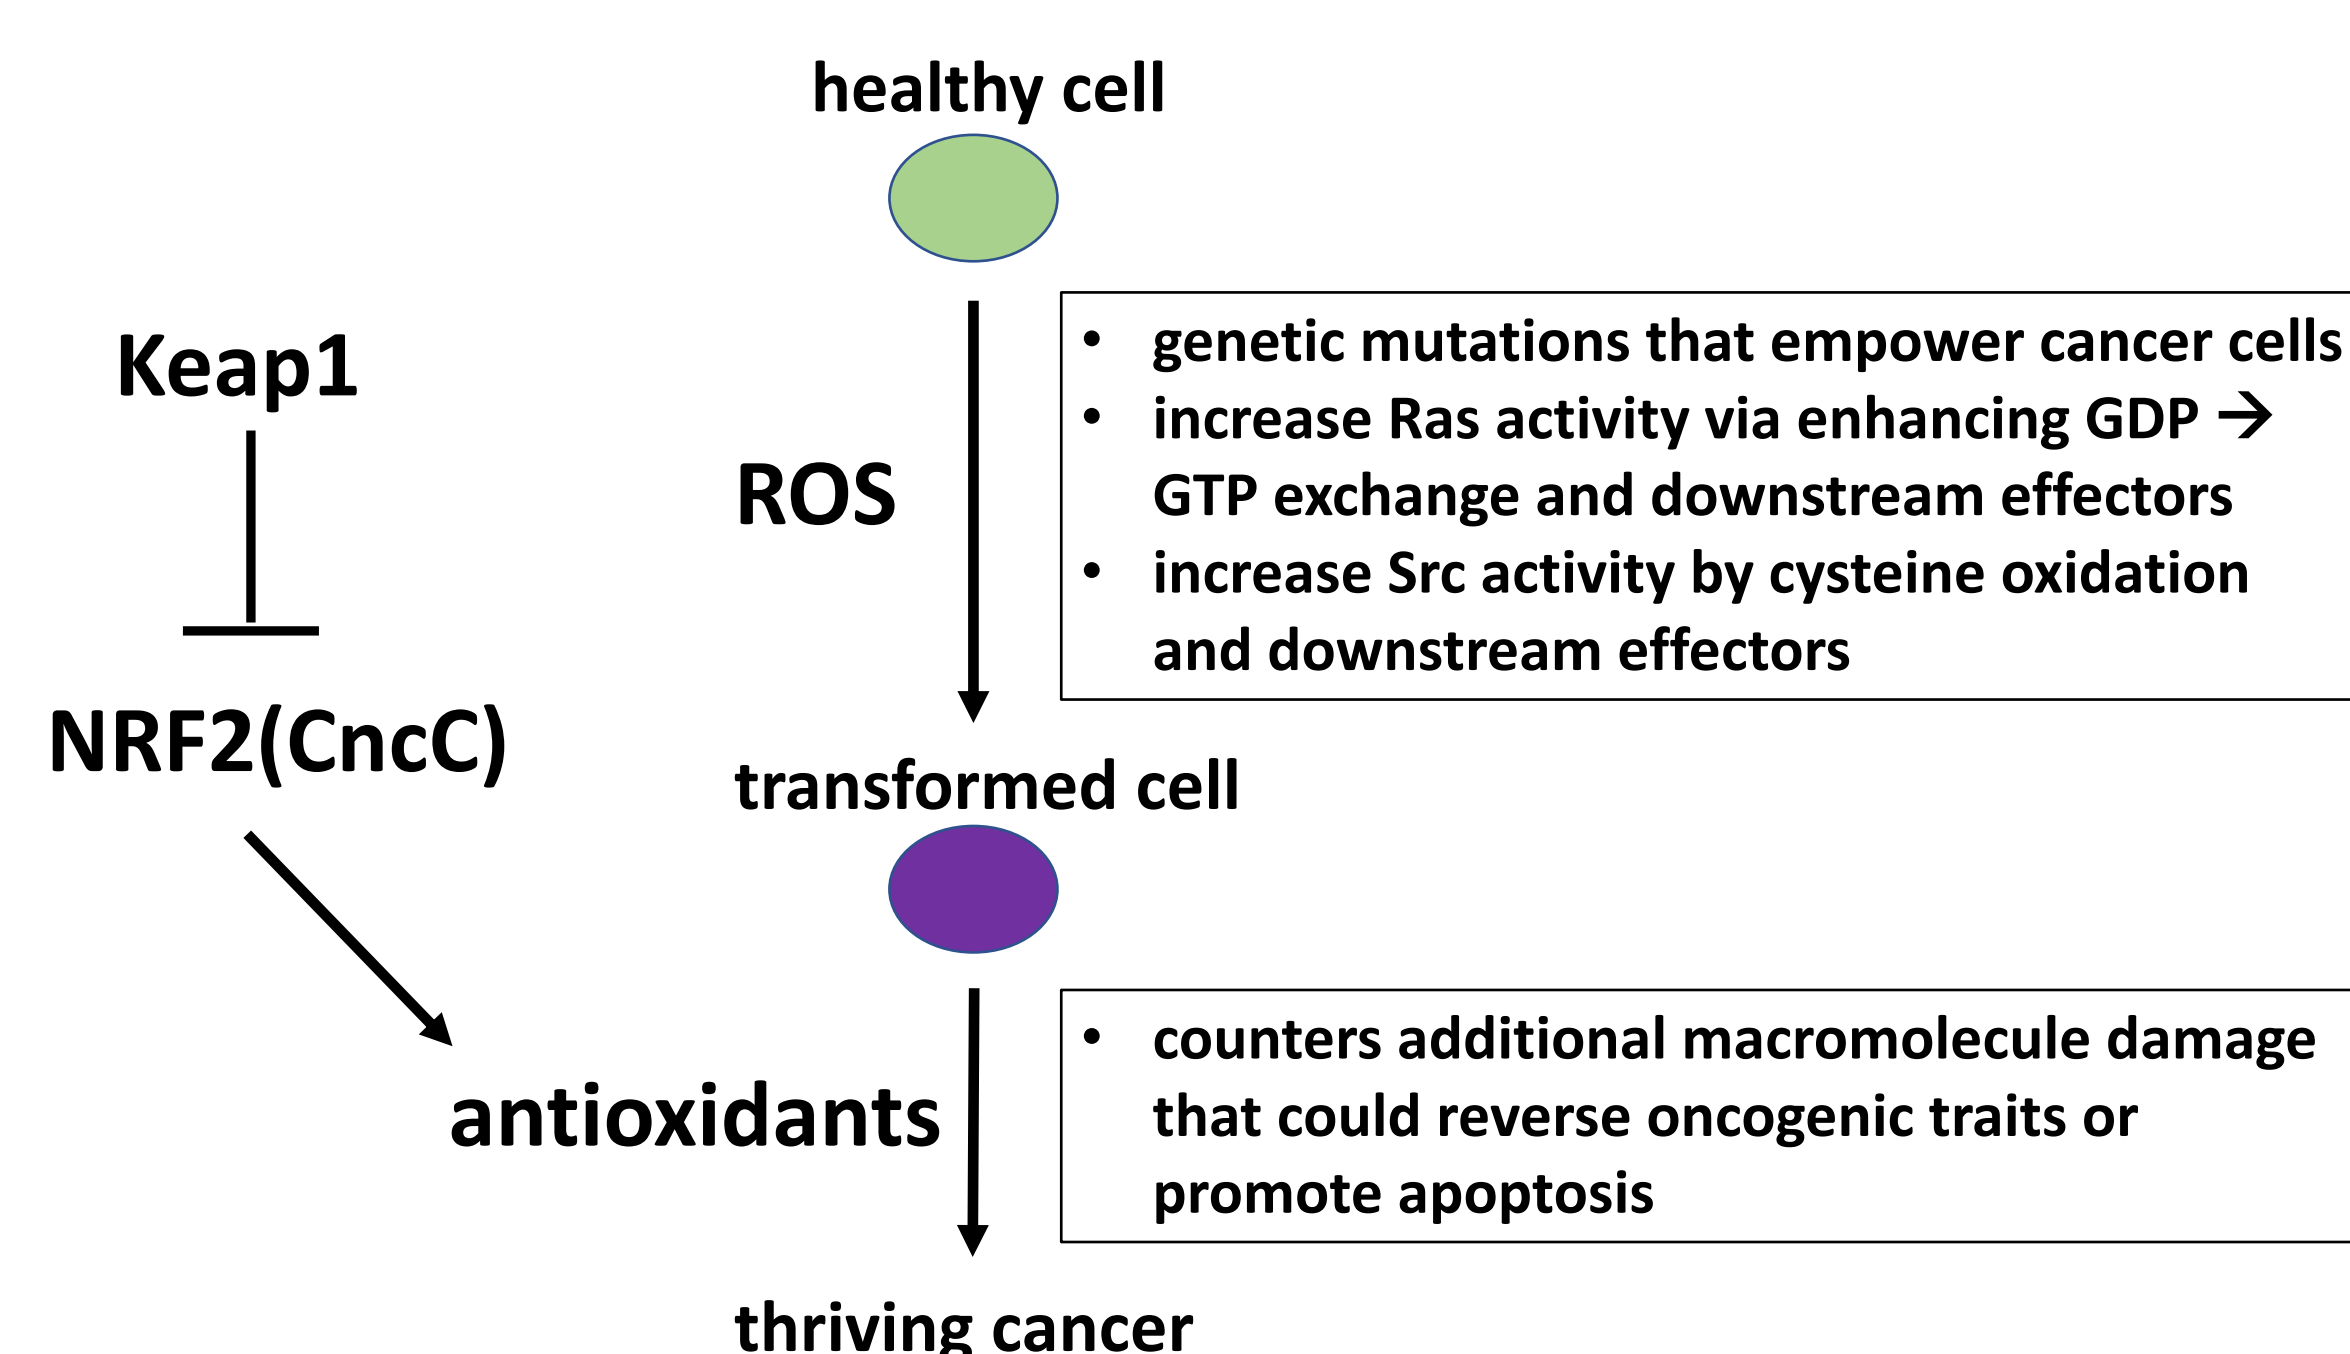 healthy cell
Keap1
ROS
• genetic mutations that empower cancer cells
• increase Ras activity via enhancing GDP →
GTP exchange and downstream effectors
• increase Src activity by cysteine oxidation
and downstream effectors
NRF2(CncC)
transformed cell
antioxidants
• counters additional macromolecule damage
that could reverse oncogenic traits or
promote apoptosis
thriving cancer